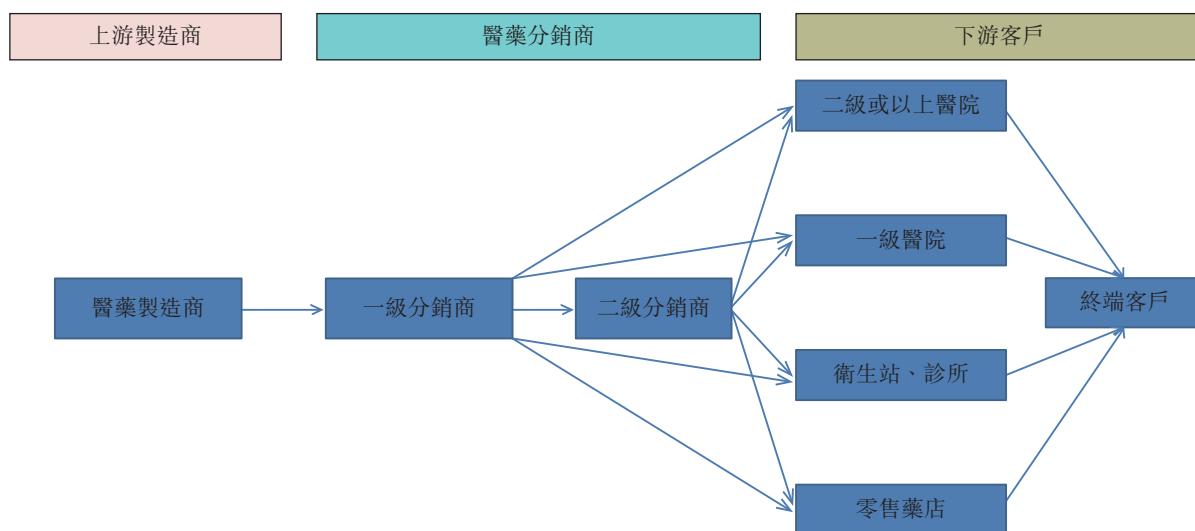 上游製造商
醫藥分銷商
下游客戶
二級或以上醫院
一級醫院
醫藥製造商
一級分銷商
二級分銷商
終端客戶
衛生站、診所
零售藥店